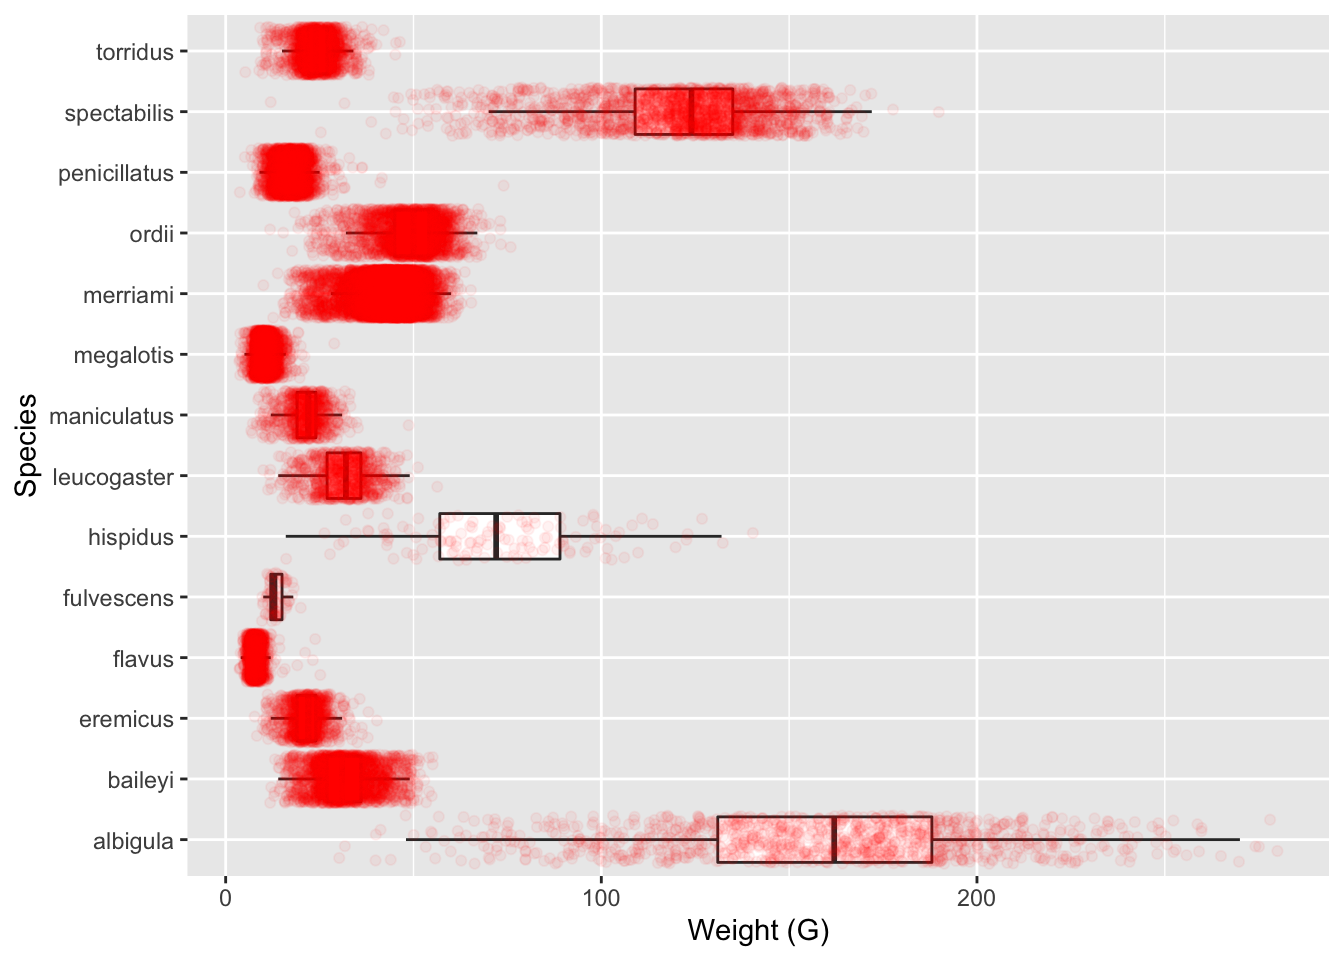 torridus
spectabilis
penicillatus
ordii
merriami
megalotis
maniculatus
leucogaster
hispidus
fulvescens
flavus
eremicus
baileyi
albigula
Species
0 100 200
Weight (G)